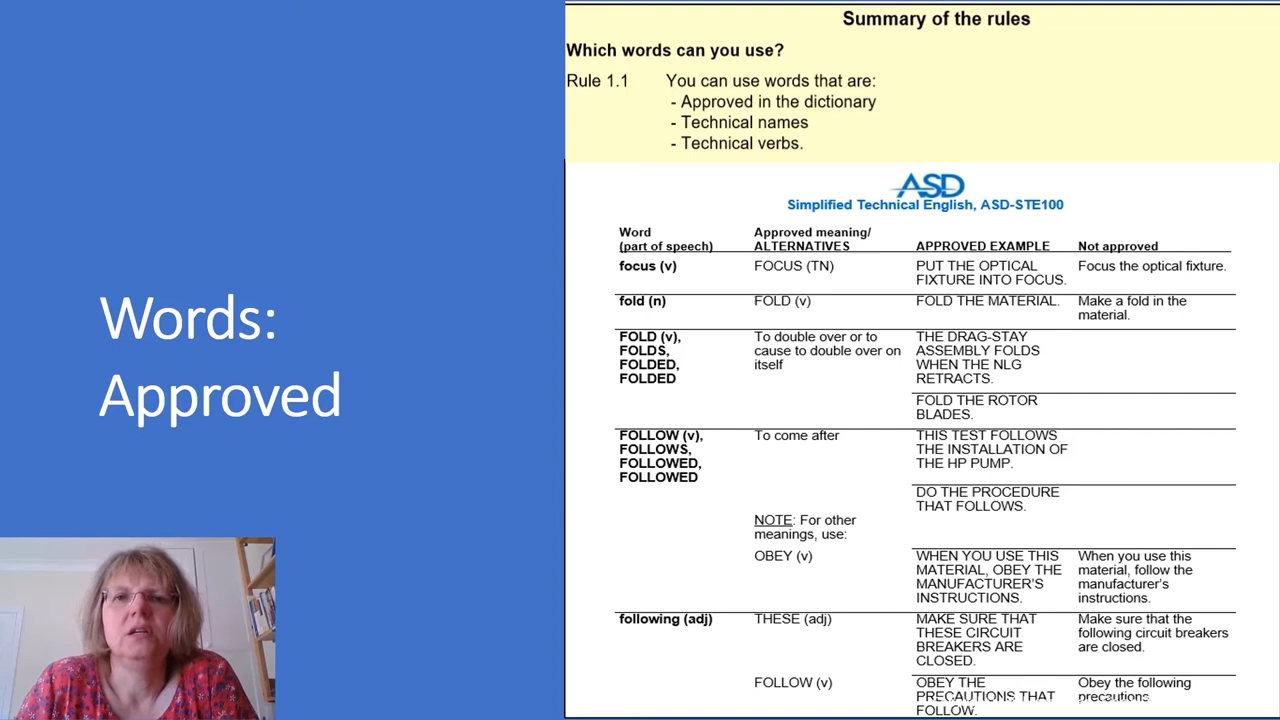 Words:
Approved
Summary of the rules
Which words can you use?
Rule 1.1 You can use words that are:
- Approved in the dictionary
- Technical names
- Technical verbs.
ASD
Simplified Technical English, ASD-STE100
Word
(part of speech)
Approved meaning/
ALTERNATIVES
APPROVED EXAMPLE
Not approved
focus (v)
FOCUS (TN)
PUT THE OPTICAL
FIXTURE INTO FOCUS.
Focus the optical fixture.
fold (n)
FOLD (v)
FOLD THE MATERIAL.
Make a fold in the
material.
FOLD (v),
FOLDS,
FOLDED,
FOLDED
To double over or to
cause to double over on
itself
THE DRAG-STAY
ASSEMBLY FOLDS
WHEN THE NLG
RETRACTS.
FOLD THE ROTOR
BLADES.
FOLLOW (v),
FOLLOWS,
FOLLOWED,
FOLLOWED
To come after
THIS TEST FOLLOWS
THE INSTALLATION OF
THE HP PUMP.
DO THE PROCEDURE
THAT FOLLOWS.
NOTE: For other
meanings, use:
OBEY (v)
WHEN YOU USE THIS
MATERIAL, OBEY THE
MANUFACTURER'S
INSTRUCTIONS.
When you use this
material, follow the
manufacturer's
instructions.
following (adj)
THESE (adj)
MAKE SURE THAT
THESE CIRCUIT
BREAKERS ARE
CLOSED.
Make sure that the
following circuit breakers
are closed.
FOLLOW (v)
OBEY THE
PRECAUTIONS THAT
FOLLOW.
Obey the following
precautions.